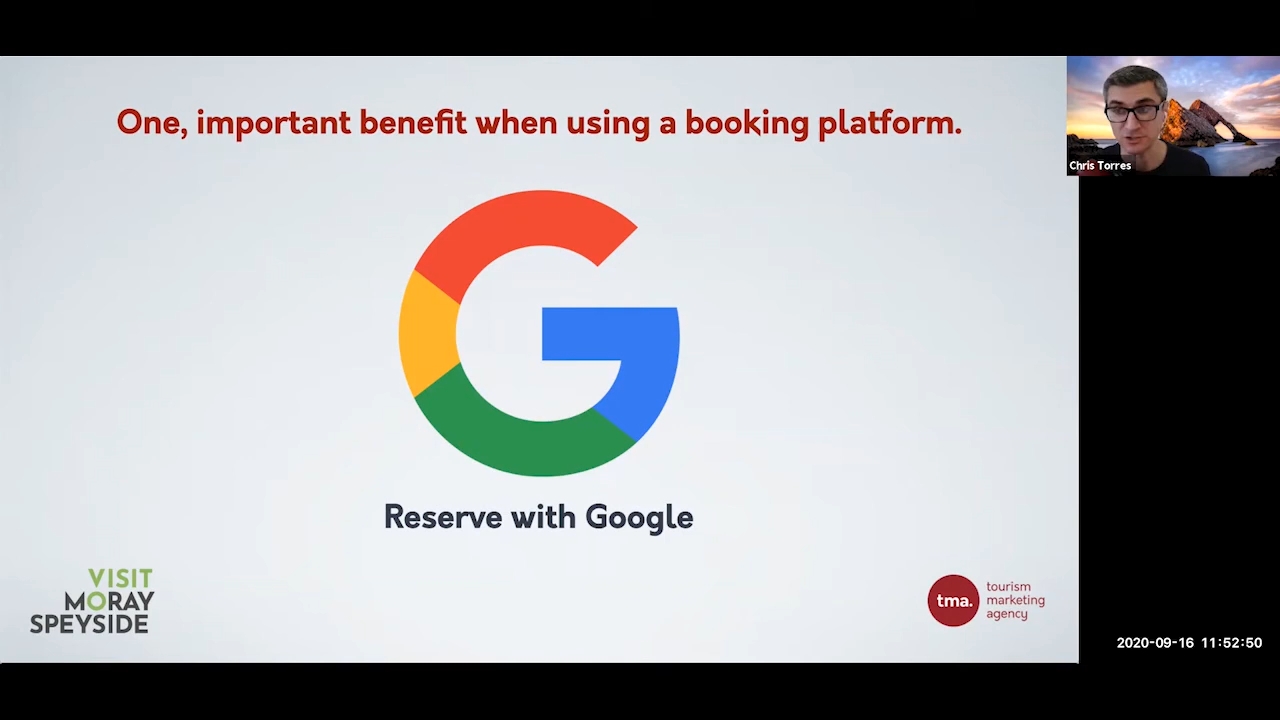 One, important benefit when using a booking platform.
Chris Torres
Reserve with Google
VISIT
MORAY
SPEYSIDE
tma.
tourism
marketing
agency
2020-09-16 11:52:50